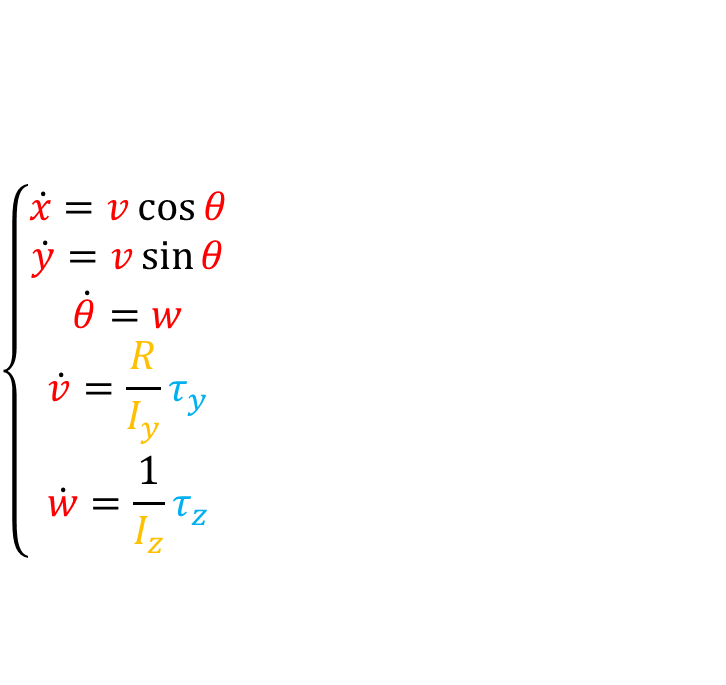 ẋ = v cos θ
ẏ = v sin θ
θ̇ = w
v̇ = R/I_y τ_y
ẇ = 1/I_z τ_z